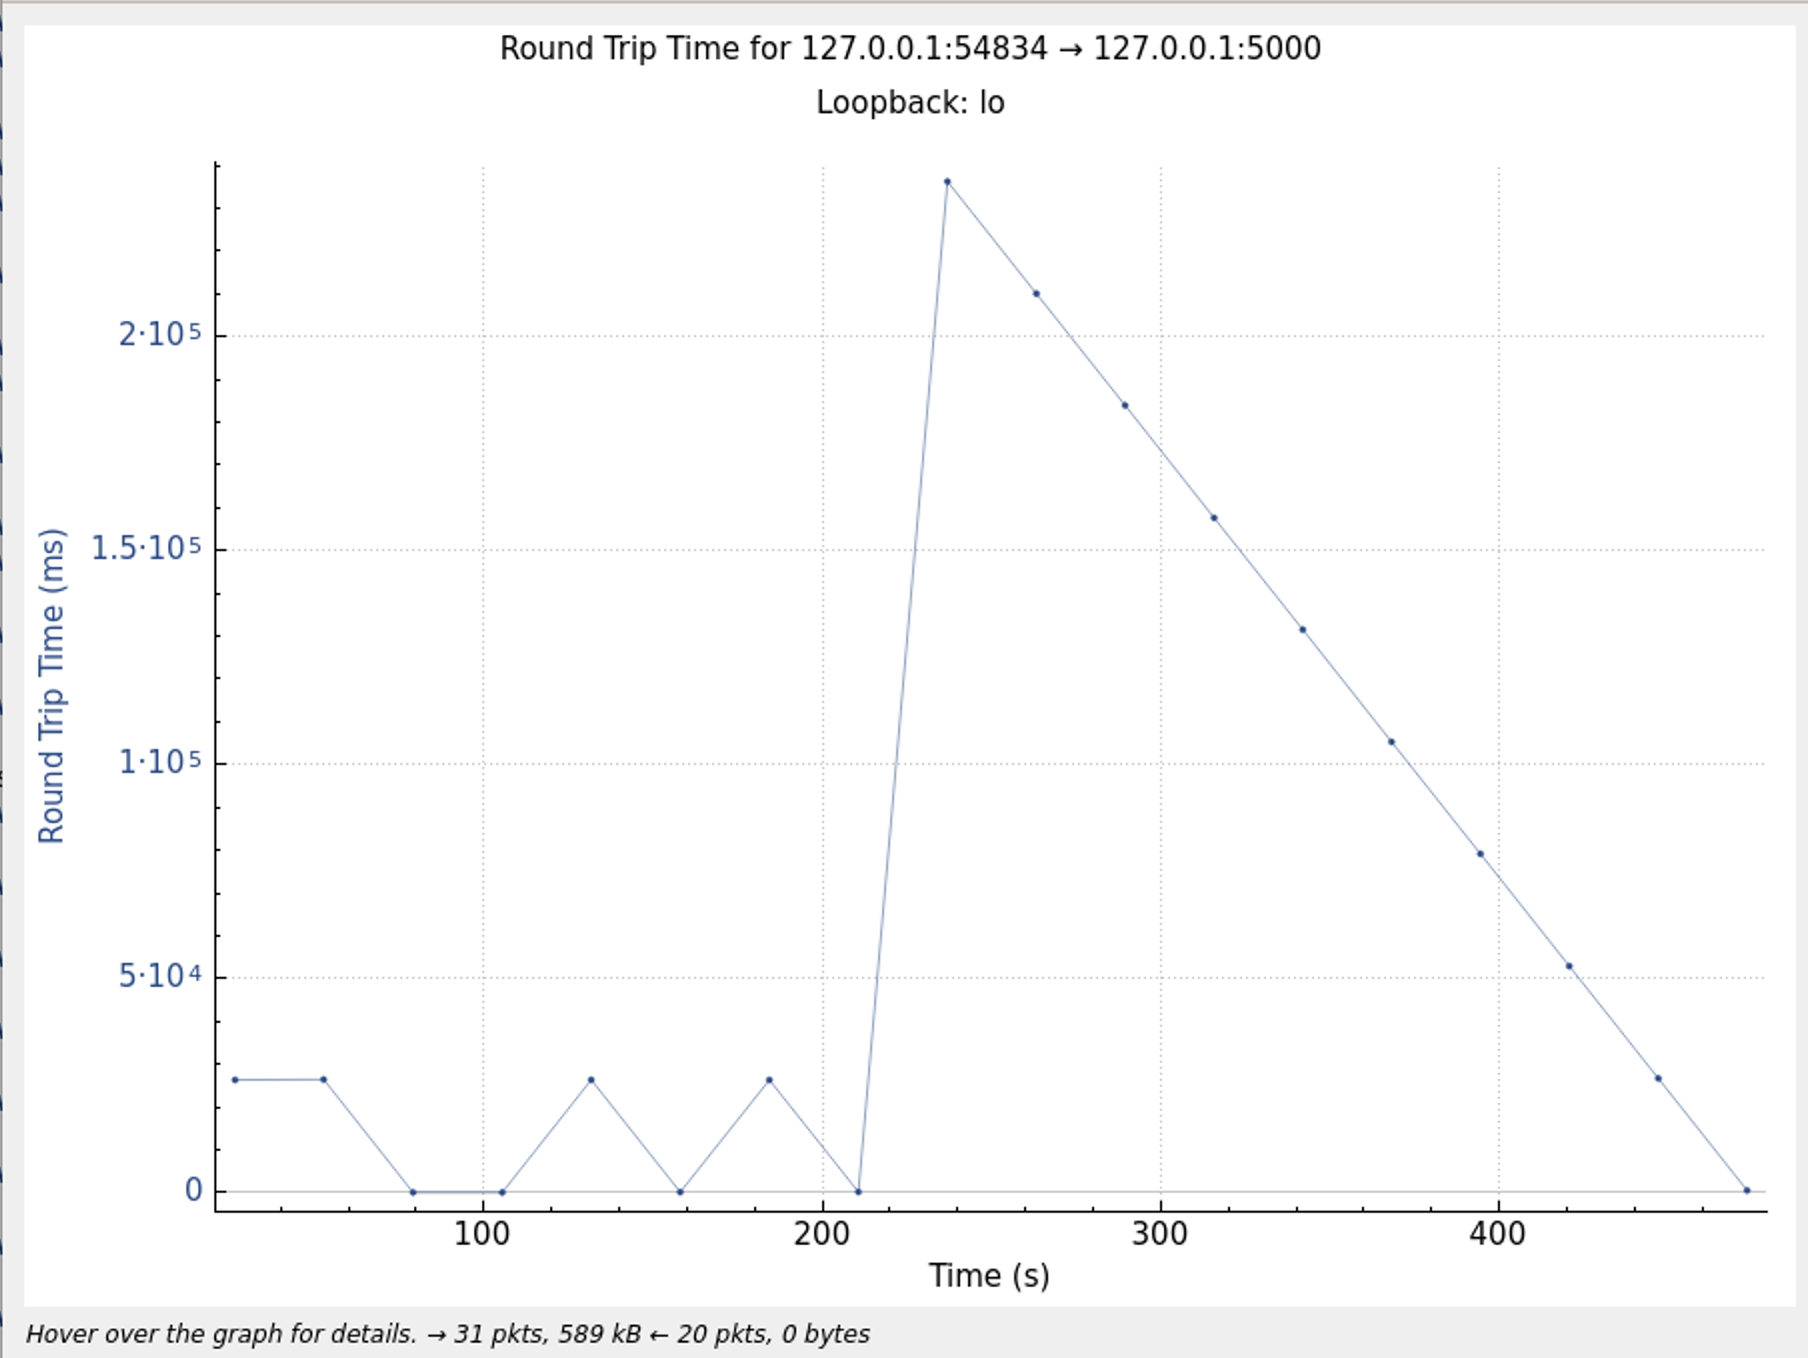 Round Trip Time for 127.0.0.1:54834 → 127.0.0.1:5000
Loopback: lo
Round Trip Time (ms)
2·10⁵
1.5·10⁵
1·10⁵
5·10⁴
0
100 200 300 400
Time (s)
Hover over the graph for details. → 31 pkts, 589 kB ← 20 pkts, 0 bytes